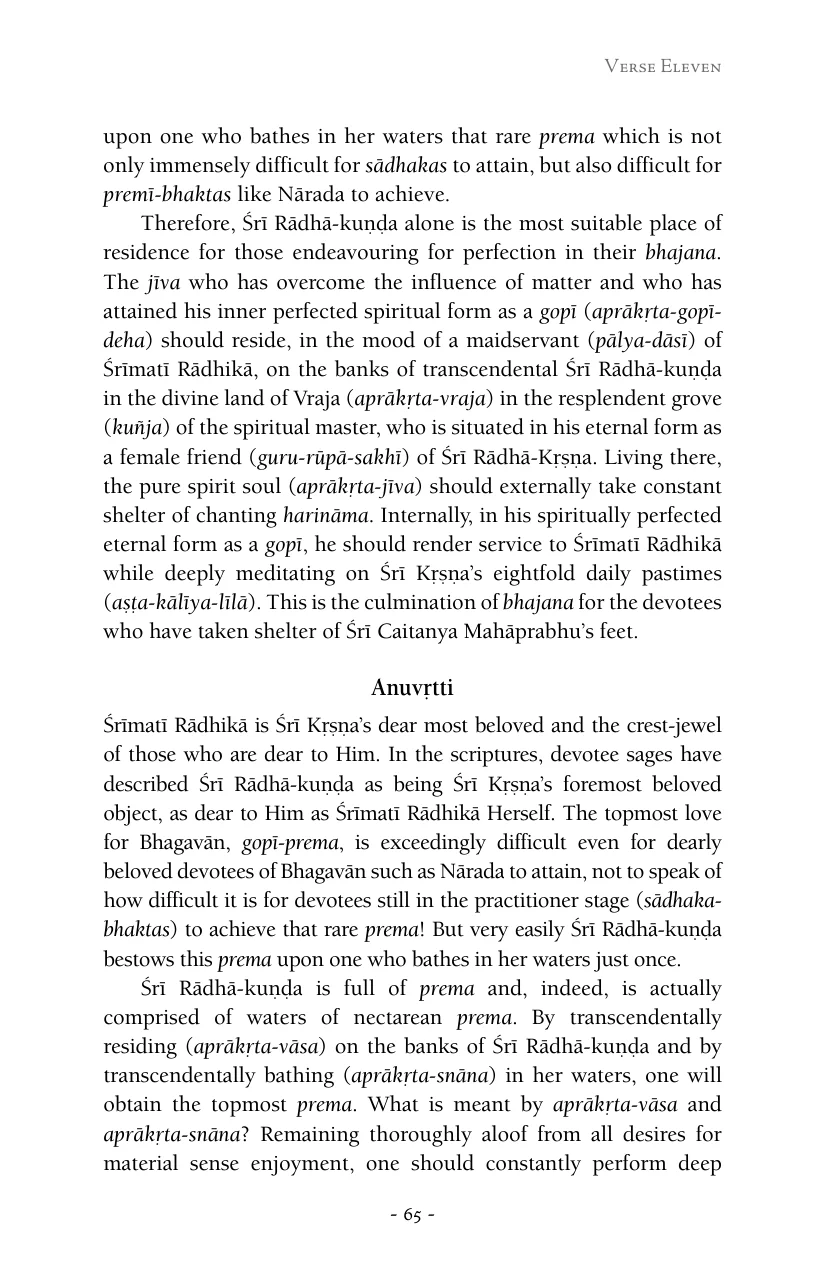 Verse Eleven
upon one who bathes in her waters that rare prema which is not
only immensely difficult for sādhakas to attain, but also difficult for
premī-bhaktas like Nārada to achieve.
Therefore, Śrī Rādhā-kuṇḍa alone is the most suitable place of
residence for those endeavouring for perfection in their bhajana.
The jīva who has overcome the influence of matter and who has
attained his inner perfected spiritual form as a gopī (aprākṛta-gopī-
deha) should reside, in the mood of a maidservant (pālya-dāsī) of
Śrīmatī Rādhikā, on the banks of transcendental Śrī Rādhā-kuṇḍa
in the divine land of Vraja (aprākṛta-vraja) in the resplendent grove
(kuñja) of the spiritual master, who is situated in his eternal form as
a female friend (guru-rūpā-sakhī) of Śrī Rādhā-Kṛṣṇa. Living there,
the pure spirit soul (aprākṛta-jīva) should externally take constant
shelter of chanting harināma. Internally, in his spiritually perfected
eternal form as a gopī, he should render service to Śrīmatī Rādhikā
while deeply meditating on Śrī Kṛṣṇa’s eightfold daily pastimes
(aṣṭa-kālīya-līlā). This is the culmination of bhajana for the devotees
who have taken shelter of Śrī Caitanya Mahāprabhu’s feet.
Anuvṛtti
Śrīmatī Rādhikā is Śrī Kṛṣṇa’s dear most beloved and the crest-jewel
of those who are dear to Him. In the scriptures, devotee sages have
described Śrī Rādhā-kuṇḍa as being Śrī Kṛṣṇa’s foremost beloved
object, as dear to Him as Śrīmatī Rādhikā Herself. The topmost love
for Bhagavān, gopī-prema, is exceedingly difficult even for dearly
beloved devotees of Bhagavān such as Nārada to attain, not to speak of
how difficult it is for devotees still in the practitioner stage (sādhaka-
bhaktas) to achieve that rare prema! But very easily Śrī Rādhā-kuṇḍa
bestows this prema upon one who bathes in her waters just once.
Śrī Rādhā-kuṇḍa is full of prema and, indeed, is actually
comprised of waters of nectarean prema. By transcendentally
residing (aprākṛta-vāsa) on the banks of Śrī Rādhā-kuṇḍa and by
transcendentally bathing (aprākṛta-snāna) in her waters, one will
obtain the topmost prema. What is meant by aprākṛta-vāsa and
aprākṛta-snāna? Remaining thoroughly aloof from all desires for
material sense enjoyment, one should constantly perform deep
- 65 -